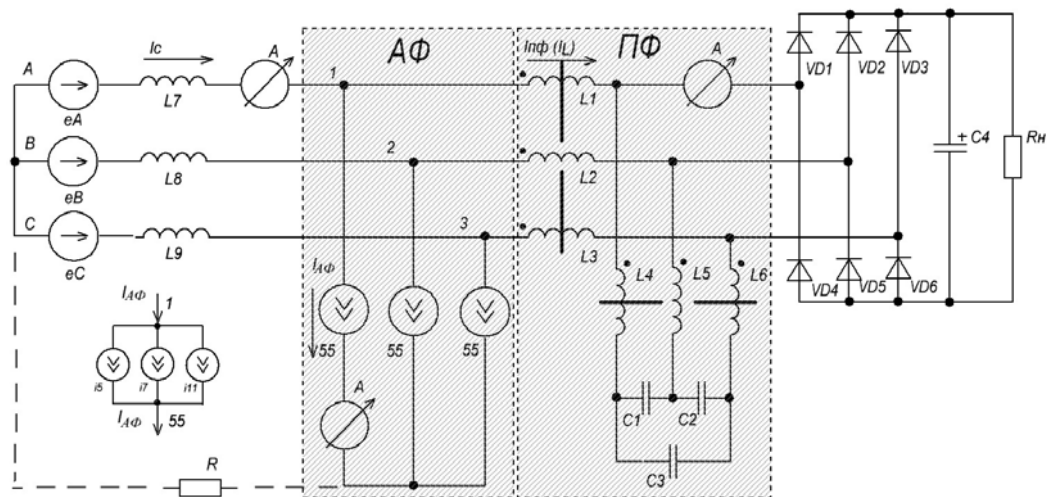 АФ
ПФ
Ic
A
1
Iпф (IL)
A
VD1
VD2
VD3
A
eA
L7
L1
B
eB
L8
2
L2
C
eC
L9
3
L3
C4
+
Rн
L4
L5
L6
VD4
VD5
VD6
IАФ
1
i5
i7
i11
IАФ
55
IАФ
55
55
55
A
C1
C2
C3
R